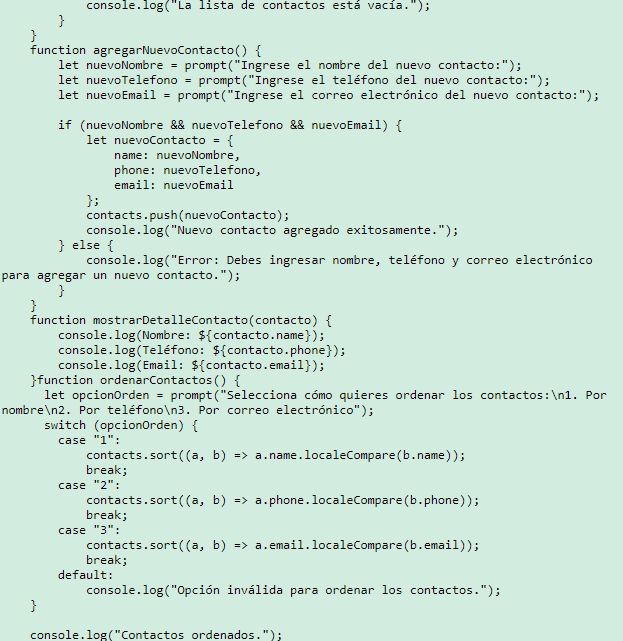 console.log("La lista de contactos está vacía.");
        }
    }
    function agregarNuevoContacto() {
        let nuevoNombre = prompt("Ingrese el nombre del nuevo contacto:");
        let nuevoTelefono = prompt("Ingrese el teléfono del nuevo contacto:");
        let nuevoEmail = prompt("Ingrese el correo electrónico del nuevo contacto:");

        if (nuevoNombre && nuevoTelefono && nuevoEmail) {
            let nuevoContacto = {
                name: nuevoNombre,
                phone: nuevoTelefono,
                email: nuevoEmail
            };
            contacts.push(nuevoContacto);
            console.log("Nuevo contacto agregado exitosamente.");
        } else {
            console.log("Error: Debes ingresar nombre, teléfono y correo electrónico
para agregar un nuevo contacto.");
        }
    }
    function mostrarDetalleContacto(contacto) {
        console.log(Nombre: ${contacto.name});
        console.log(Teléfono: ${contacto.phone});
        console.log(Email: ${contacto.email});
    }function ordenarContactos() {
      let opcionOrden = prompt("Selecciona cómo quieres ordenar los contactos:\n1. Por
nombre\n2. Por teléfono\n3. Por correo electrónico");
      switch (opcionOrden) {
        case "1":
            contacts.sort((a, b) => a.name.localeCompare(b.name));
            break;
        case "2":
            contacts.sort((a, b) => a.phone.localeCompare(b.phone));
            break;
        case "3":
            contacts.sort((a, b) => a.email.localeCompare(b.email));
            break;
        default:
            console.log("Opción inválida para ordenar los contactos.");
    }

    console.log("Contactos ordenados.");